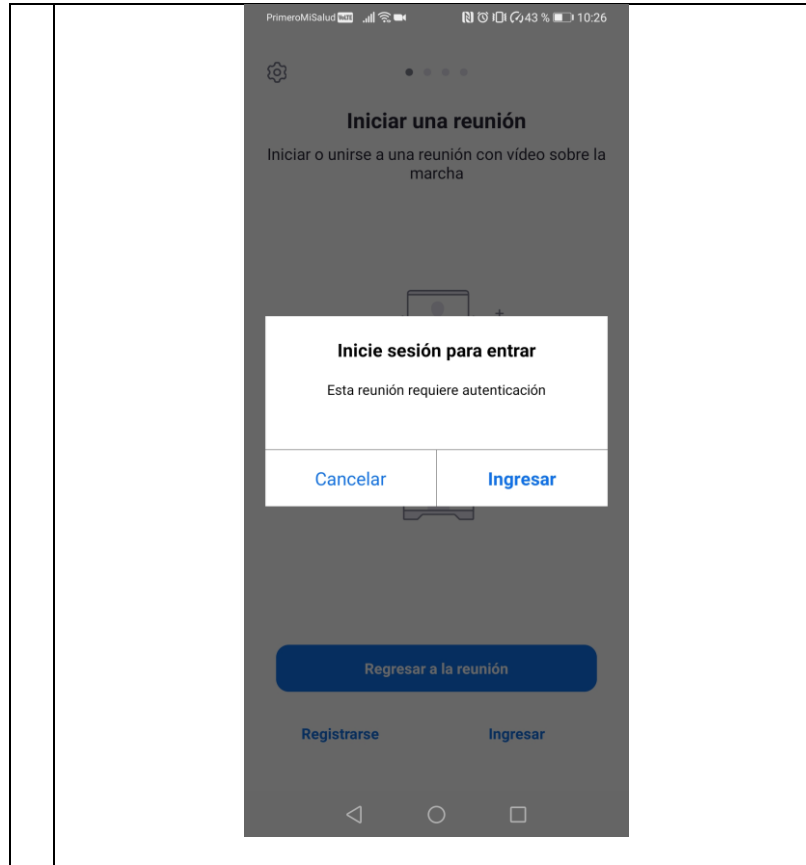 PrimeroMiSalud VoLTE 43 % 10:26
Iniciar una reunión
Iniciar o unirse a una reunión con vídeo sobre la
marcha
Inicie sesión para entrar
Esta reunión requiere autenticación
Cancelar Ingresar
Regresar a la reunión
Registrarse Ingresar